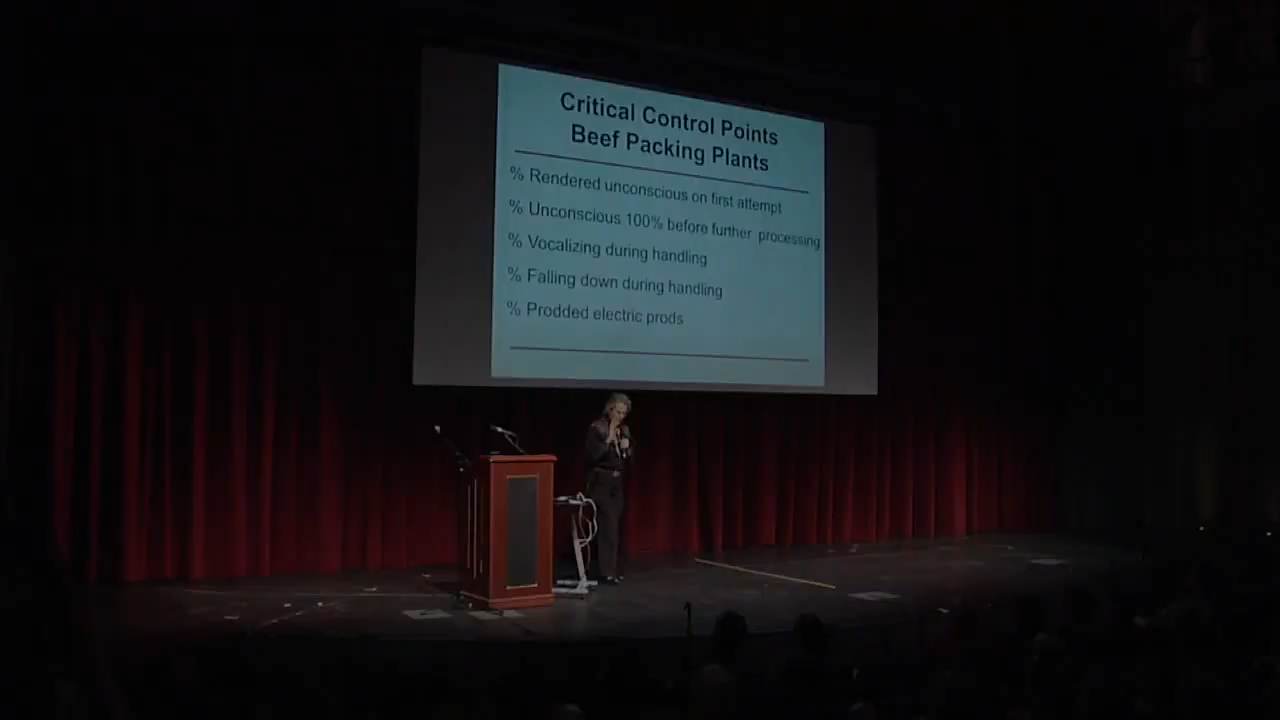 Critical Control Points
Beef Packing Plants
% Rendered unconscious on first attempt
% Unconscious 100% before further processing
% Vocalizing during handling
% Falling down during handling
% Prodded electric prods